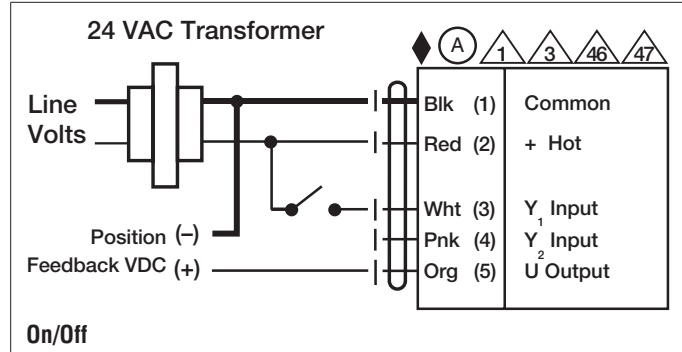 24 VAC Transformer
A 1 3 46 47
Line
Volts
Blk (1) Common
Red (2) + Hot
Wht (3) Y1 Input
Pnk (4) Y2 Input
Org (5) U Output
Position (–)
Feedback VDC (+)
On/Off